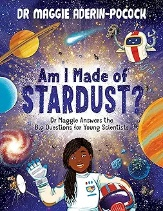 DR MAGGIE ADERIN-POCOCK
Am I Made of
STARDUST?
Dr Maggie Answers the
Big Questions for Young Scientists